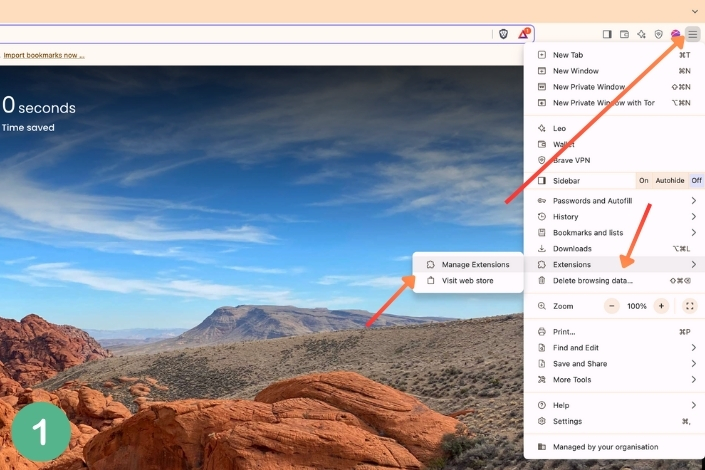 Import bookmarks now ...
0 seconds
Time saved
New Tab ⌘T
New Window ⌘N
New Private Window ⇧⌘N
New Private Window with Tor ⌥⌘N
Leo
Wallet
Brave VPN
Sidebar On Autohide Off
Passwords and Autofill
History
Bookmarks and lists
Downloads ⌥⌘L
Extensions
Manage Extensions
Visit web store
Delete browsing data... ⇧⌘⌫
Zoom − 100% +
Print... ⌘P
Find and Edit
Save and Share
More Tools
Help
Settings ⌘,
Managed by your organisation
1